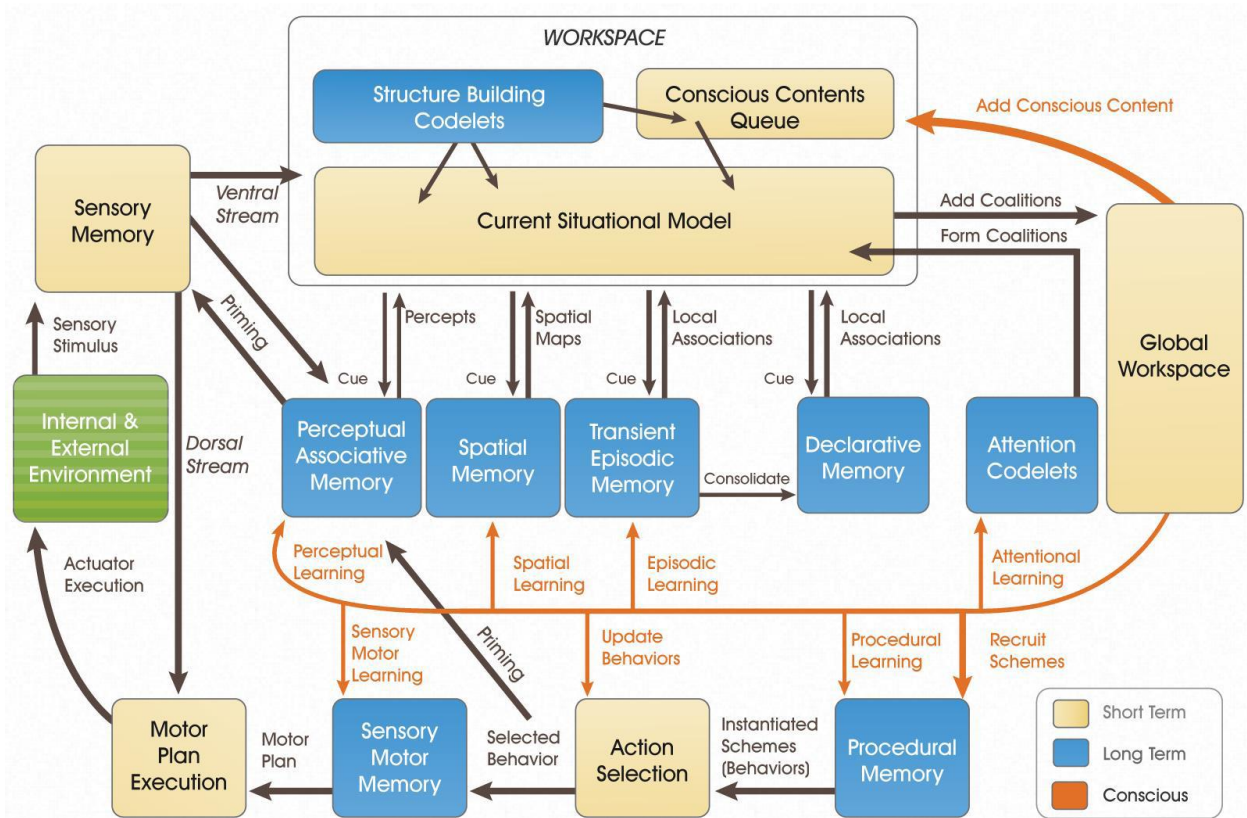 WORKSPACE
Structure Building
Codelets
Conscious Contents
Queue
Add Conscious Content
Sensory
Memory
Ventral
Stream
Current Situational Model
Add Coalitions
Form Coalitions
Global
Workspace
Sensory
Stimulus
Priming
Cue
Percepts
Cue
Spatial
Maps
Cue
Local
Associations
Cue
Local
Associations
Internal &
External
Environment
Dorsal
Stream
Perceptual
Associative
Memory
Spatial
Memory
Transient
Episodic
Memory
Consolidate
Declarative
Memory
Attention
Codelets
Actuator
Execution
Perceptual
Learning
Spatial
Learning
Episodic
Learning
Attentional
Learning
Sensory
Motor
Learning
Priming
Update
Behaviors
Procedural
Learning
Recruit
Schemes
Motor
Plan
Execution
Motor
Plan
Sensory
Motor
Memory
Selected
Behavior
Action
Selection
Instantiated
Schemes
(Behaviors)
Procedural
Memory
Short Term
Long Term
Conscious